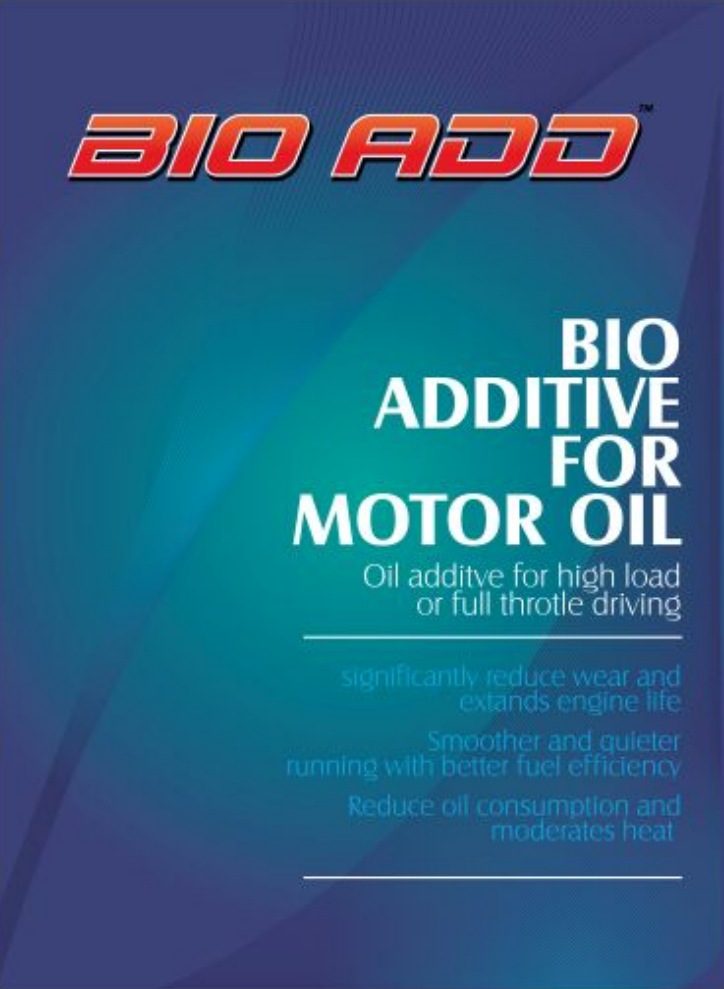 BIO ADD™
BIO
ADDITIVE
FOR
MOTOR OIL
Oil additve for high load
or full throtle driving
significantly reduce wear and
extands engine life
Smoother and quieter
running with better fuel efficiency
Reduce oil consumption and
moderates heat